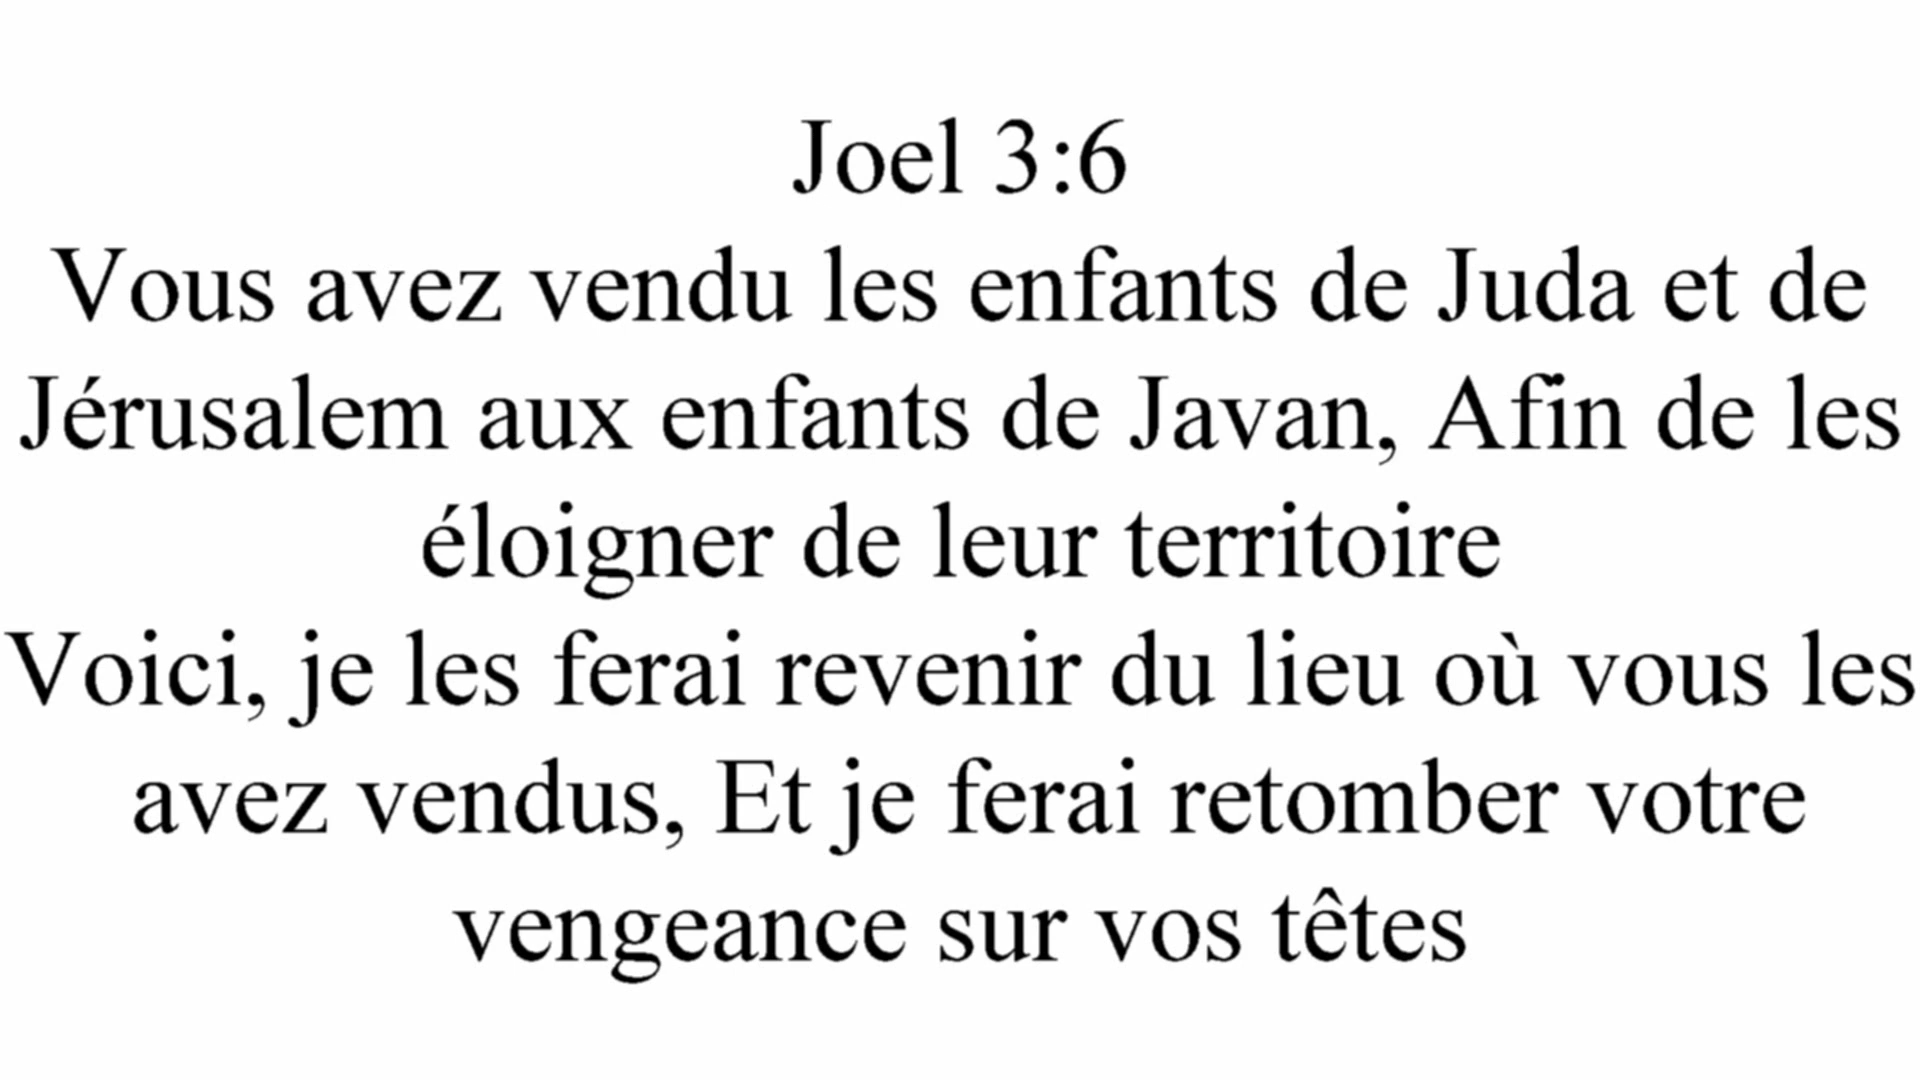 Joel 3:6
Vous avez vendu les enfants de Juda et de
Jérusalem aux enfants de Javan, Afin de les
éloigner de leur territoire
Voici, je les ferai revenir du lieu où vous les
avez vendus, Et je ferai retomber votre
vengeance sur vos têtes